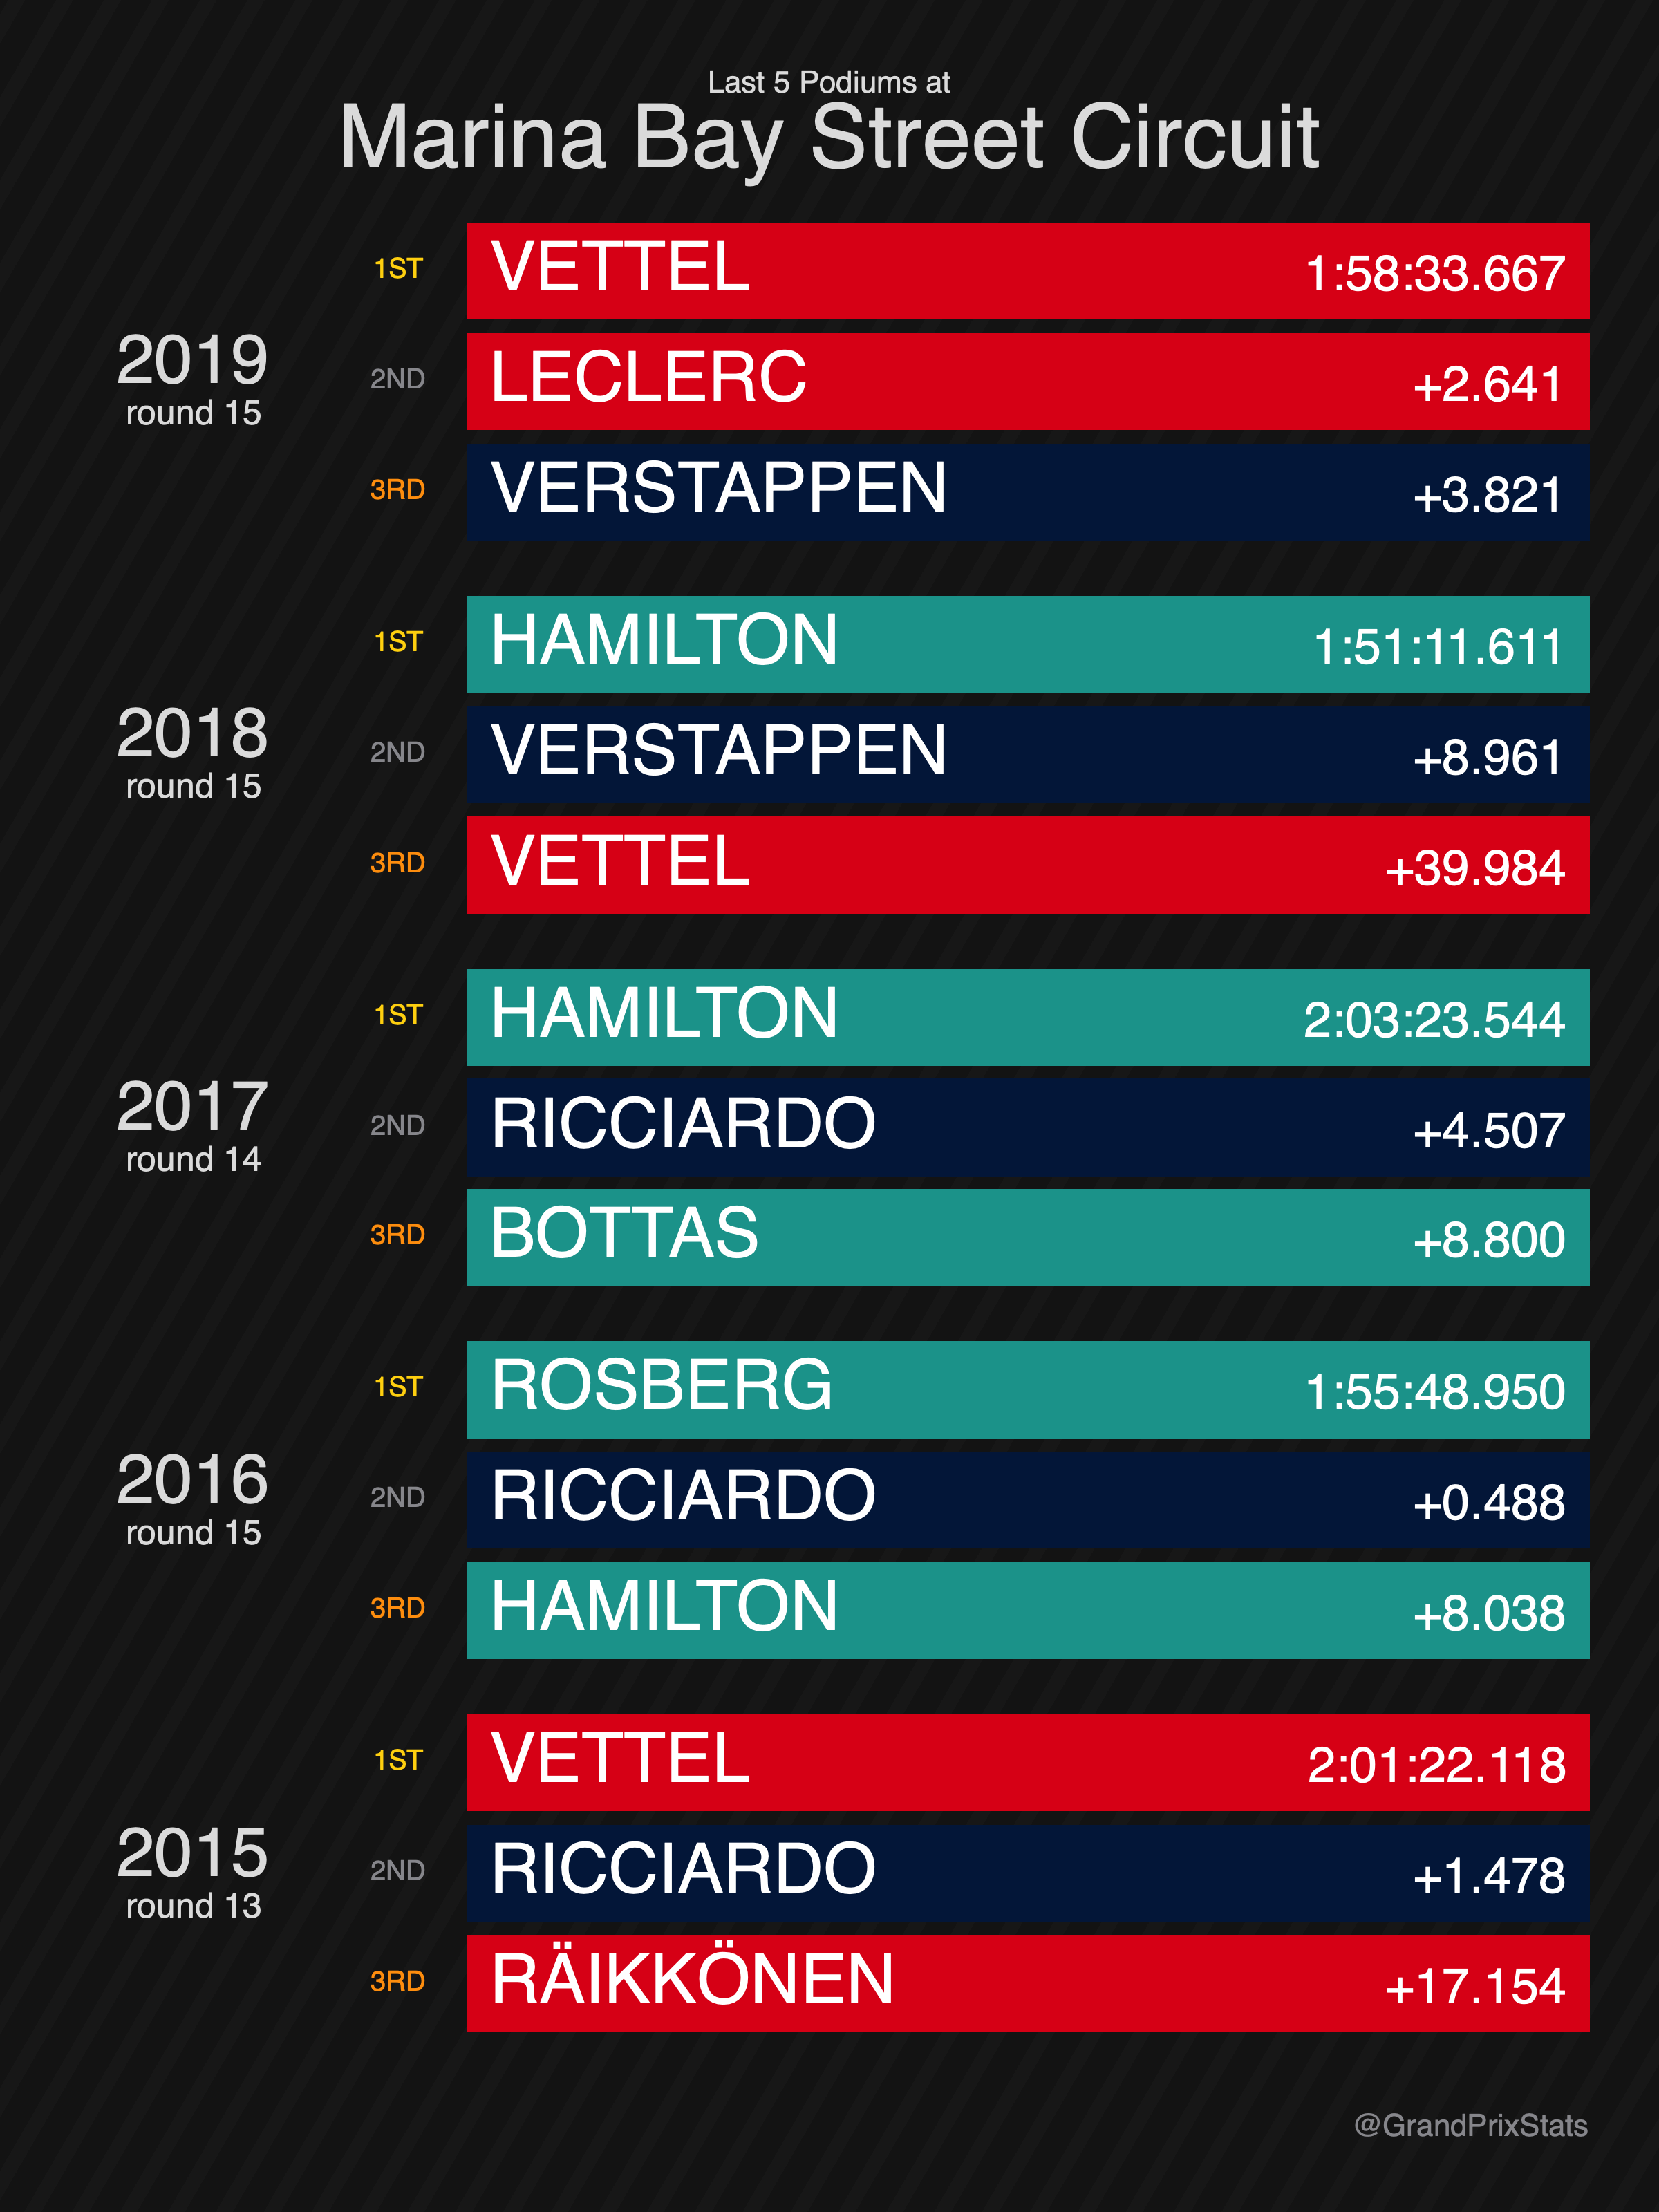 Last 5 Podiums at
Marina Bay Street Circuit
2019
round 15
1ST VETTEL 1:58:33.667
2ND LECLERC +2.641
3RD VERSTAPPEN +3.821
2018
round 15
1ST HAMILTON 1:51:11.611
2ND VERSTAPPEN +8.961
3RD VETTEL +39.984
2017
round 14
1ST HAMILTON 2:03:23.544
2ND RICCIARDO +4.507
3RD BOTTAS +8.800
2016
round 15
1ST ROSBERG 1:55:48.950
2ND RICCIARDO +0.488
3RD HAMILTON +8.038
2015
round 13
1ST VETTEL 2:01:22.118
2ND RICCIARDO +1.478
3RD RÄIKKÖNEN +17.154
@GrandPrixStats